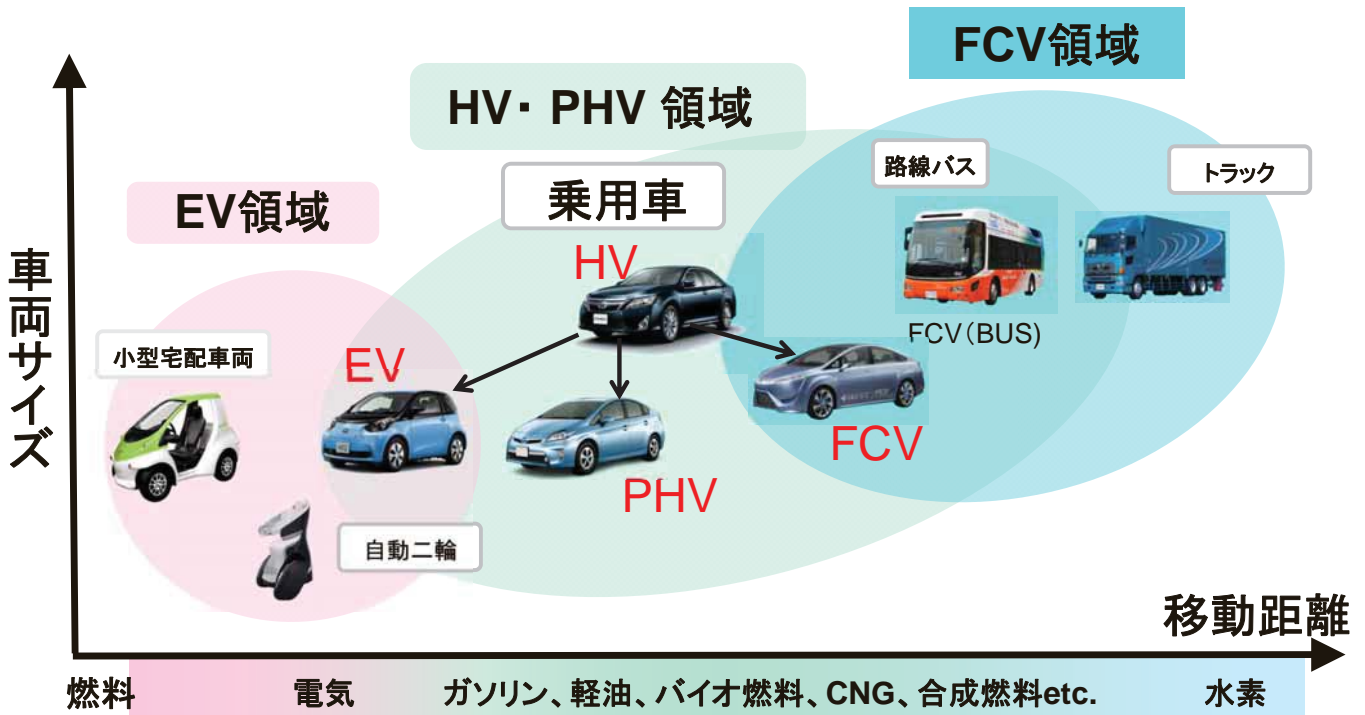 FCV領域
HV・PHV 領域
路線バス
トラック
乗用車
EV領域
HV
車両サイズ
FCV（BUS）
小型宅配車両
EV
FCV
PHV
自動二輪
移動距離
燃料 電気 ガソリン、軽油、バイオ燃料、CNG、合成燃料etc. 水素